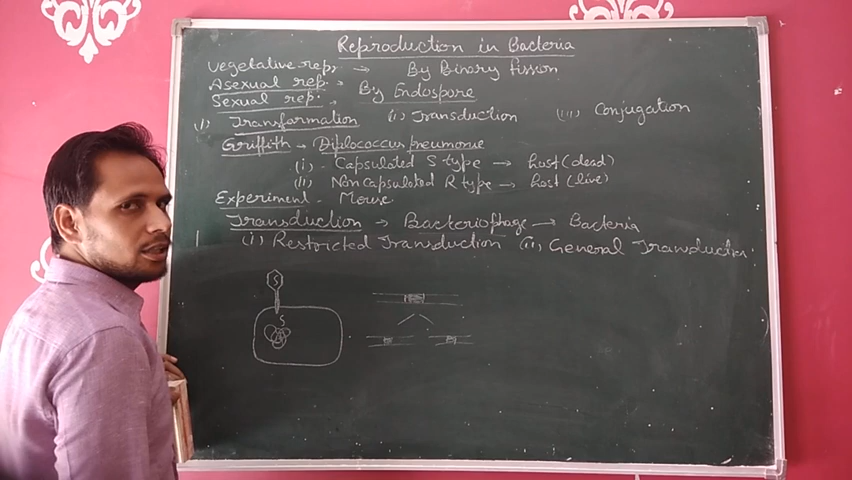 Reproduction in Bacteria
Vegetative rep. → By Binary fission
Asexual rep. → By Endospore
Sexual rep. →
(i) Transformation (ii) Transduction (iii) Conjugation
Griffith → Diplococcus pneumonae
(i) - Capsulated S type → host (dead)
(ii) Non capsulated R type → host (live)
Experiment - Mouse
Transduction → Bacteriophage → Bacteria
(i) Restricted Transduction (ii) General Transduction
S
S